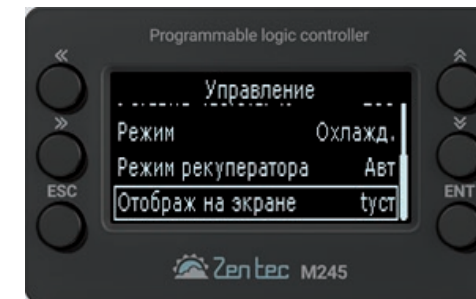 Programmable logic controller
«
»
ESC
Управление
Режим Охлажд.
Режим рекуператора Авт
Отображ на экране tуст
ENT
Zentec M245